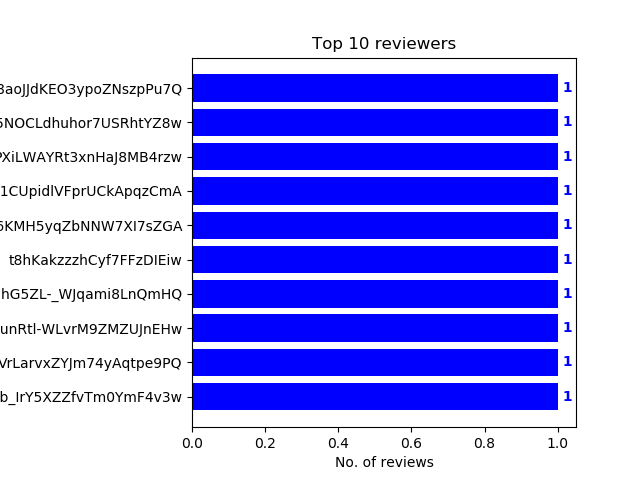 Top 10 reviewers
BaoJJdKEO3ypoZNszpPu7Q 1
5NOCLdhuhor7USRhtYZ8w 1
PXiLWAYRt3xnHaJ8MB4rzw 1
1CUpidlVFprUCkApqzCmA 1
6KMH5yqZbNNW7XI7sZGA 1
t8hKakzzzhCyf7FFzDIEiw 1
hG5ZL-_WJqami8LnQmHQ 1
unRtl-WLvrM9ZMZUJnEHw 1
VrLarvxZYJm74yAqtpe9PQ 1
b_IrY5XZZfvTm0YmF4v3w 1
0.0 0.2 0.4 0.6 0.8 1.0
No. of reviews